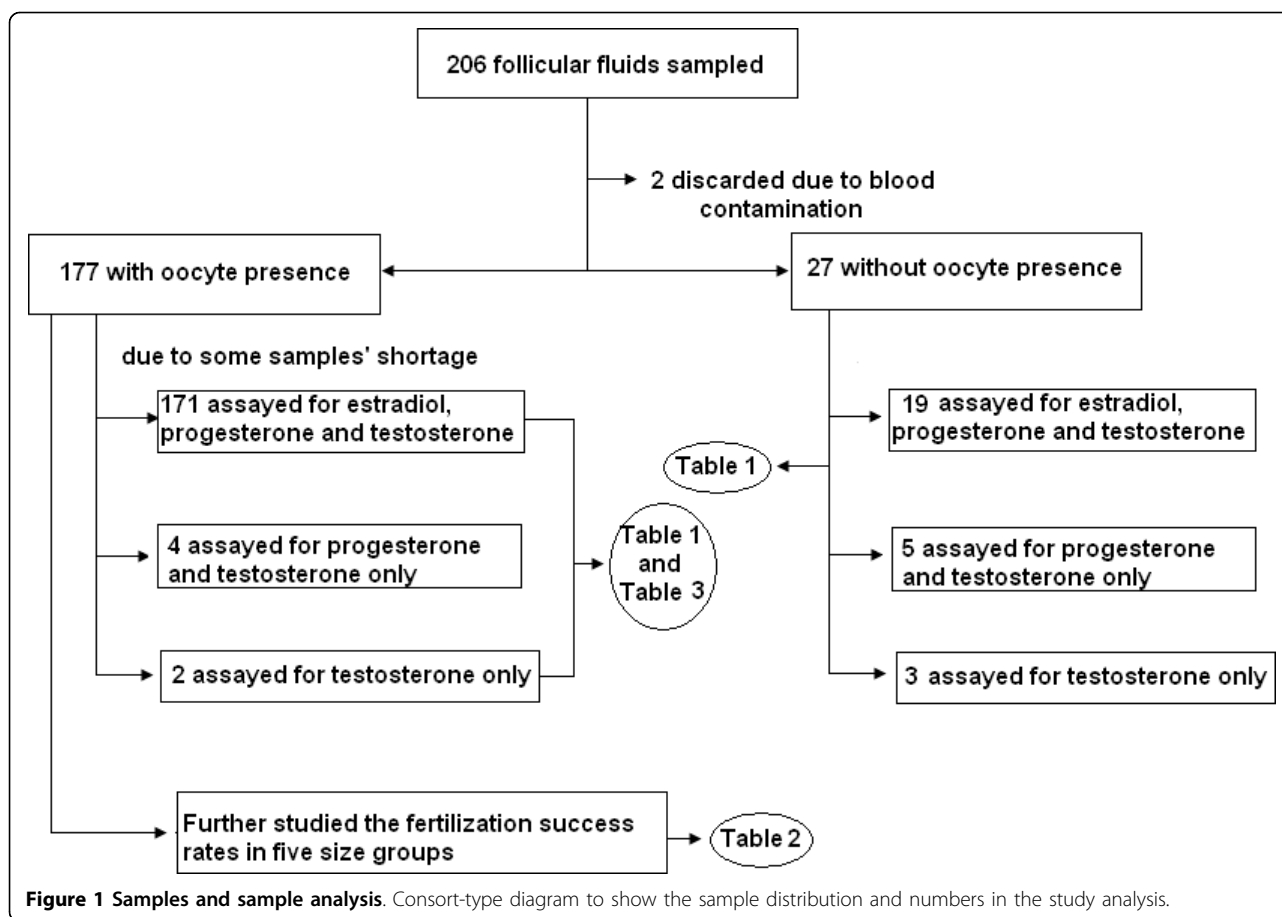 206 follicular fluids sampled
2 discarded due to blood
contamination
177 with oocyte presence
27 without oocyte presence
due to some samples' shortage
171 assayed for estradiol,
progesterone and testosterone
19 assayed for estradiol,
progesterone and testosterone
Table 1
Table 1
and
Table 3
4 assayed for progesterone
and testosterone only
5 assayed for progesterone
and testosterone only
2 assayed for testosterone only
3 assayed for testosterone only
Further studied the fertilization success
rates in five size groups
Table 2
Figure 1 Samples and sample analysis. Consort-type diagram to show the sample distribution and numbers in the study analysis.